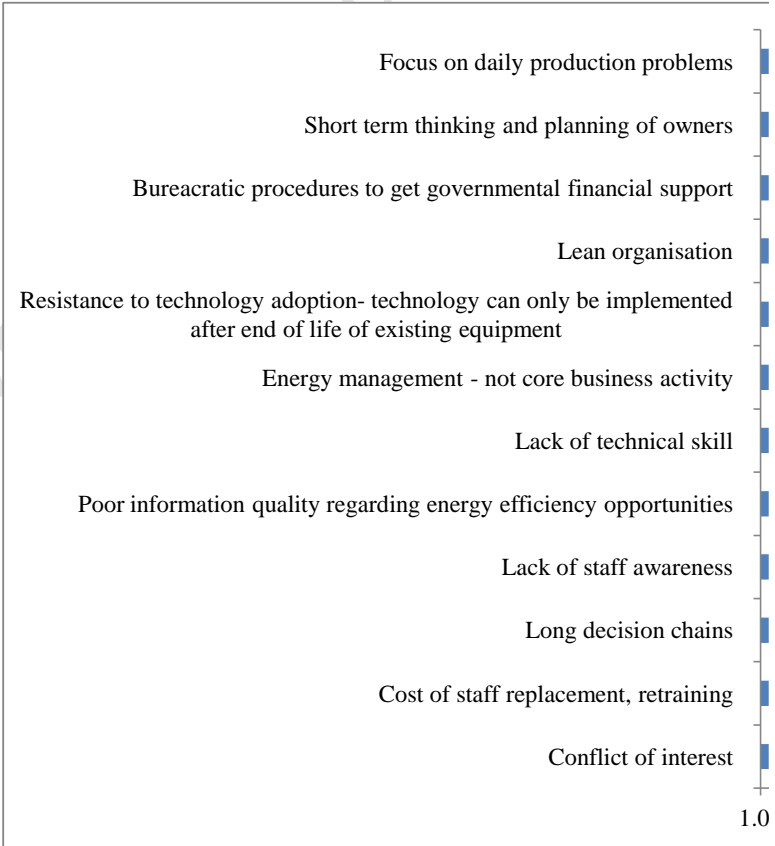 Focus on daily production problems
Short term thinking and planning of owners
Bureacratic procedures to get governmental financial support
Lean organisation
Resistance to technology adoption- technology can only be implemented
after end of life of existing equipment
Energy management - not core business activity
Lack of technical skill
Poor information quality regarding energy efficiency opportunities
Lack of staff awareness
Long decision chains
Cost of staff replacement, retraining
Conflict of interest
1.0